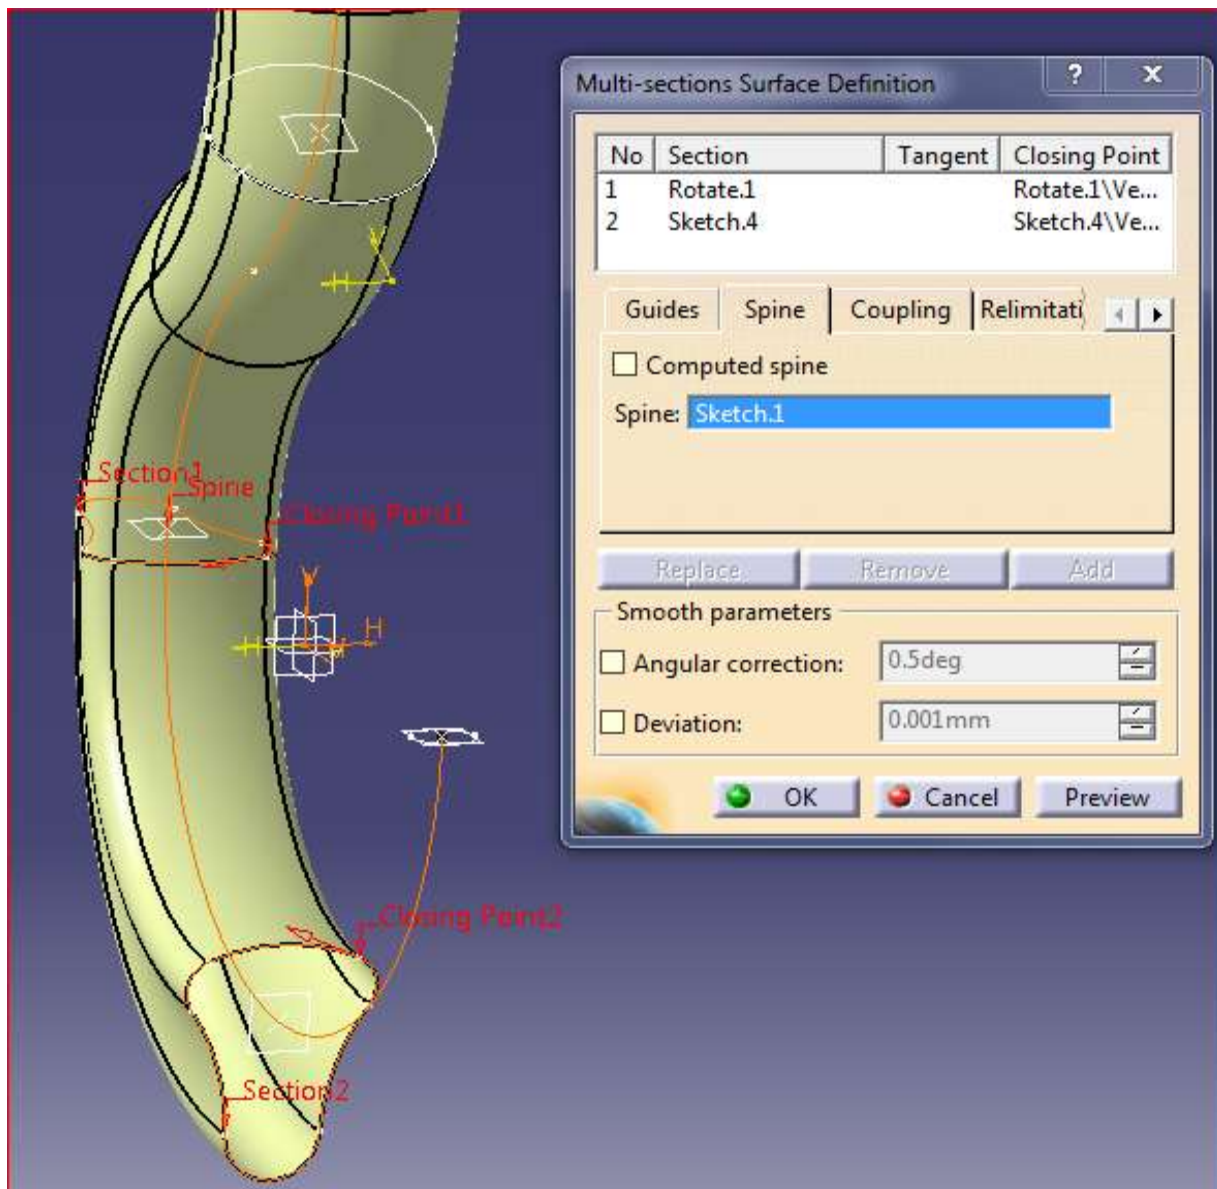 Multi-sections Surface Definition ? X
No Section Tangent Closing Point
1 Rotate.1 Rotate.1\Ve...
2 Sketch.4 Sketch.4\Ve...
Guides Spine Coupling Relimitati
Computed spine
Spine: Sketch.1
Replace Remove Add
Smooth parameters
Angular correction: 0.5deg
Deviation: 0.001mm
OK Cancel Preview
V
H
Section1
Spine
Closing Point1
V
H
H
Closing Point2
Section2